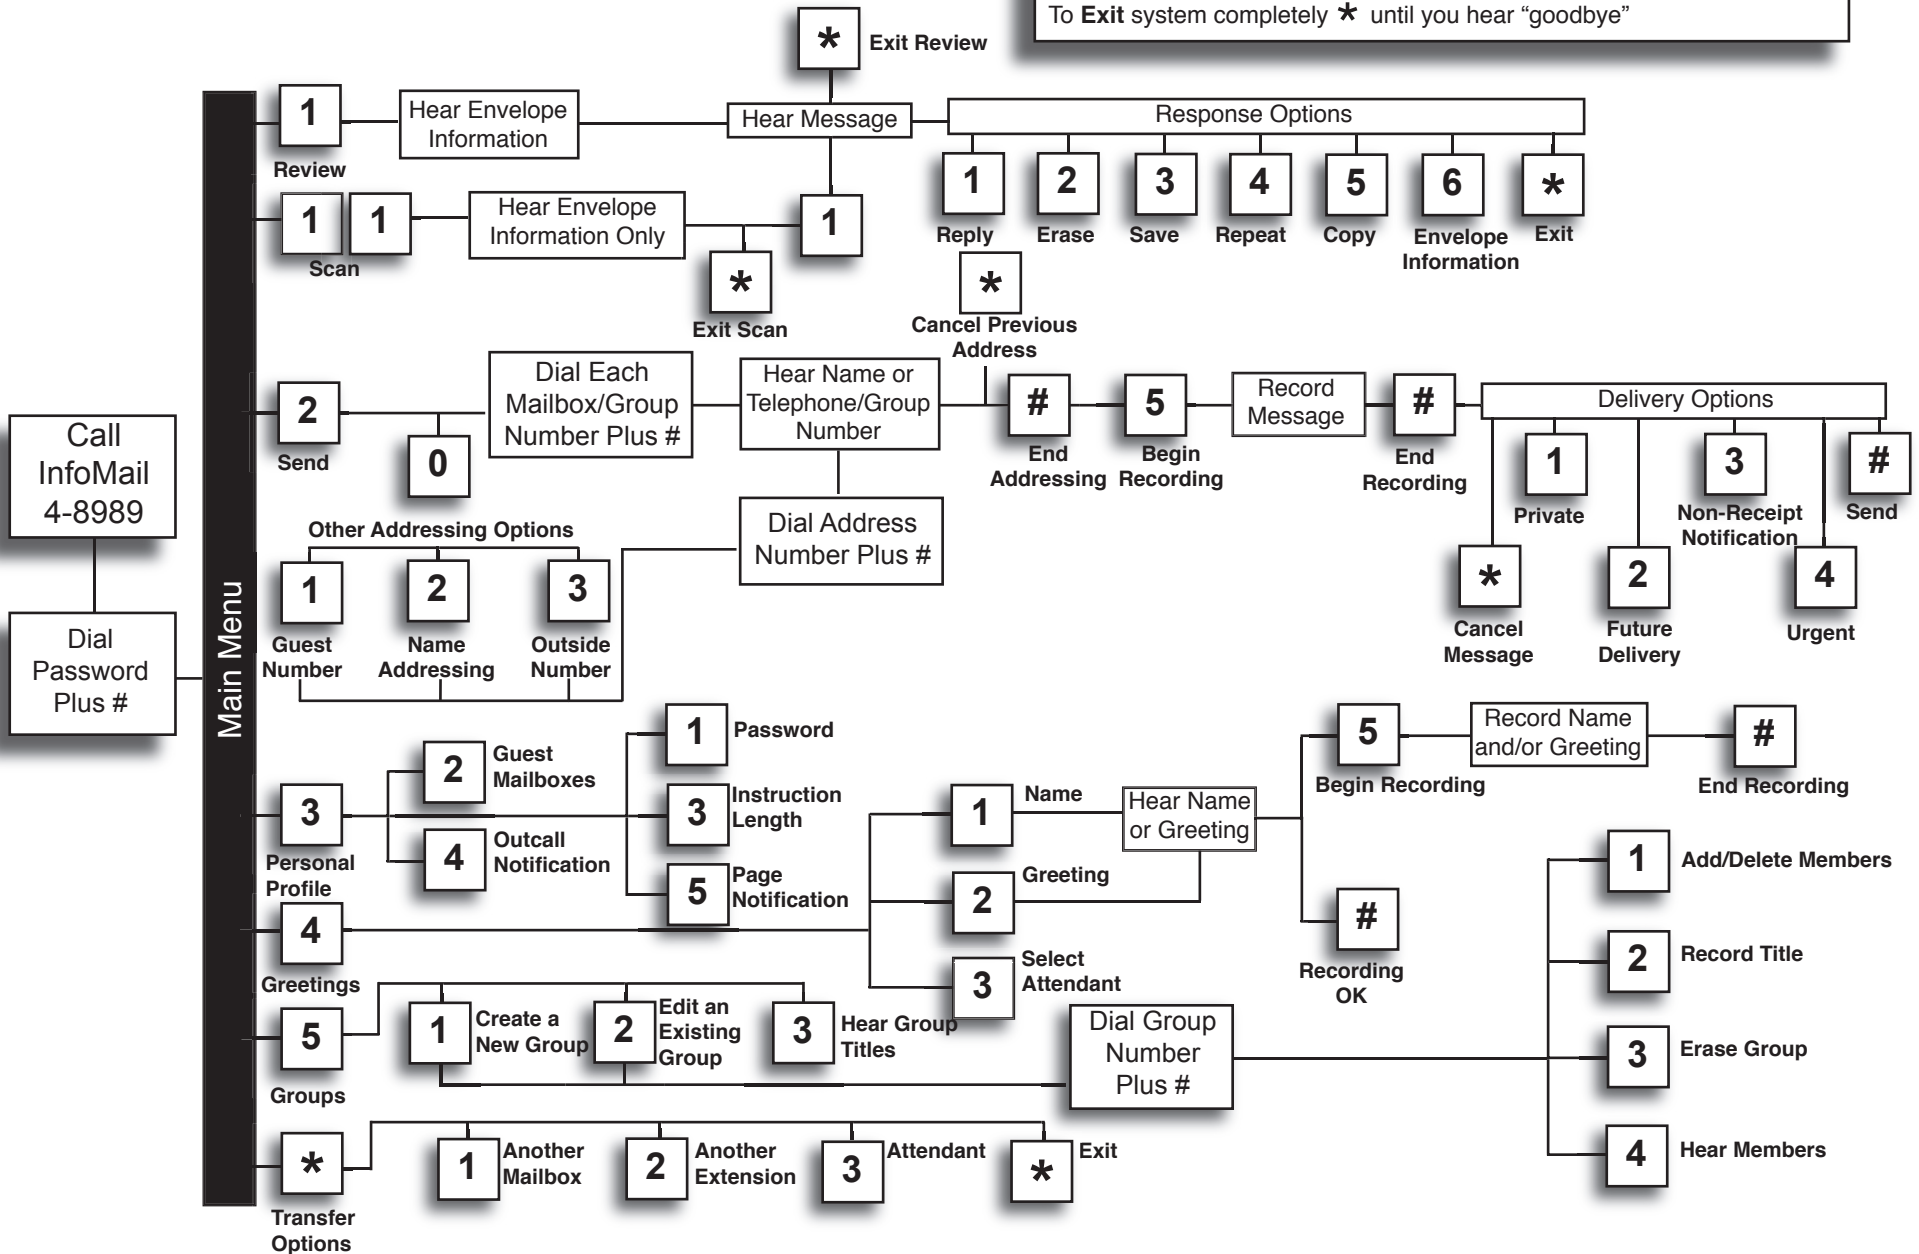 To Exit system completely * until you hear “goodbye”
* Exit Review
1
Review
Hear Envelope
Information
Hear Message
Response Options
1
Reply
2
Erase
3
Save
4
Repeat
5
Copy
6
Envelope
Information
*
Exit
1 1
Scan
Hear Envelope
Information Only
*
Exit Scan
1
*
Cancel Previous
Address
Call
InfoMail
4-8989
Dial
Password
Plus #
Main Menu
2
Send
0
Dial Each
Mailbox/Group
Number Plus #
Hear Name or
Telephone/Group
Number
#
End
Addressing
5
Begin
Recording
Record
Message
#
End
Recording
Delivery Options
*
Cancel
Message
1
Private
2
Future
Delivery
3
Non-Receipt
Notification
4
Urgent
#
Send
Other Addressing Options
1
Guest
Number
2
Name
Addressing
3
Outside
Number
Dial Address
Number Plus #
3
Personal
Profile
2
Guest
Mailboxes
4
Outcall
Notification
1
Password
3
Instruction
Length
5
Page
Notification
4
Greetings
1
Name
2
Greeting
3
Select
Attendant
Hear Name
or Greeting
5
Begin Recording
Record Name
and/or Greeting
#
End Recording
#
Recording
OK
5
Groups
1
Create a
New Group
2
Edit an
Existing
Group
3
Hear Group
Titles
Dial Group
Number
Plus #
1
Add/Delete Members
2
Record Title
3
Erase Group
4
Hear Members
*
Transfer
Options
1
Another
Mailbox
2
Another
Extension
3
Attendant
*
Exit